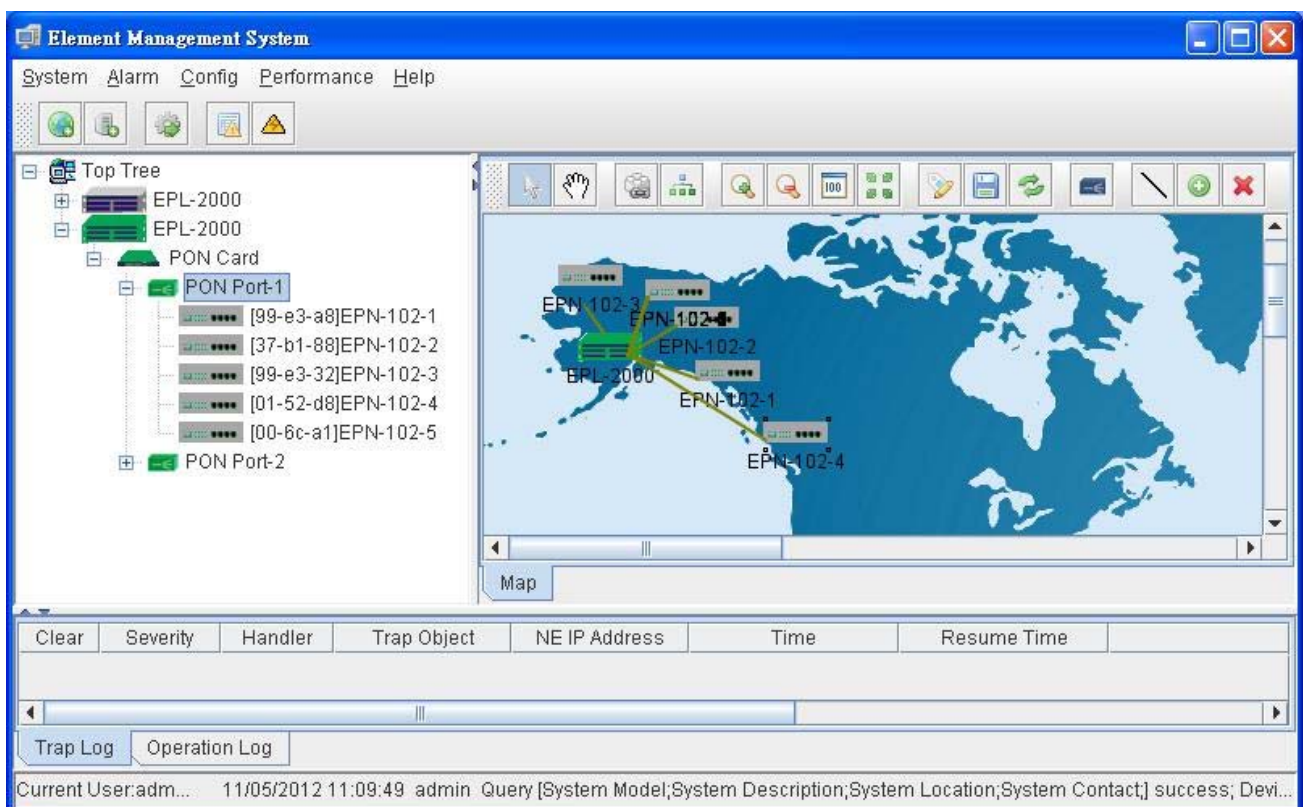 Element Management System
System Alarm Config Performance Help
100
Top Tree
EPL-2000
EPL-2000
PON Card
PON Port-1
[99-e3-a8]EPN-102-1
[37-b1-88]EPN-102-2
[99-e3-32]EPN-102-3
[01-52-d8]EPN-102-4
[00-6c-a1]EPN-102-5
PON Port-2
EPN-102-3
EPN-102-2
EPL-2000
EPN-102-1
EPN-102-4
Map
Clear Severity Handler Trap Object NE IP Address Time Resume Time
Trap Log Operation Log
Current User:adm... 11/05/2012 11:09:49 admin Query [System Model;System Description;System Location;System Contact;] success; Devi...